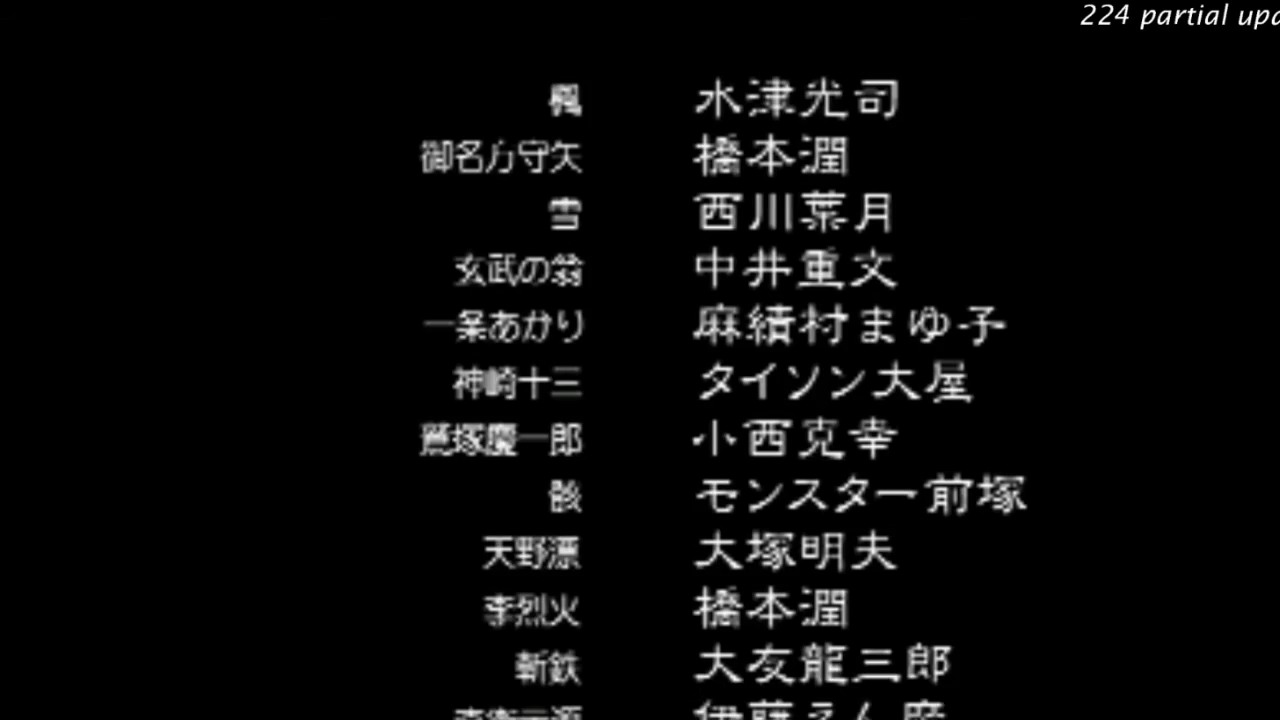 224 partial upd
楓 水津光司
御名方守矢 橋本潤
雪 西川葉月
玄武の翁 中井重文
一条あかり 麻績村まゆ子
神崎十三 タイソン大屋
鷲塚慶一郎 小西克幸
骸 モンスター前塚
天野漂 大塚明夫
李烈火 橋本潤
斬鉄 大友龍三郎